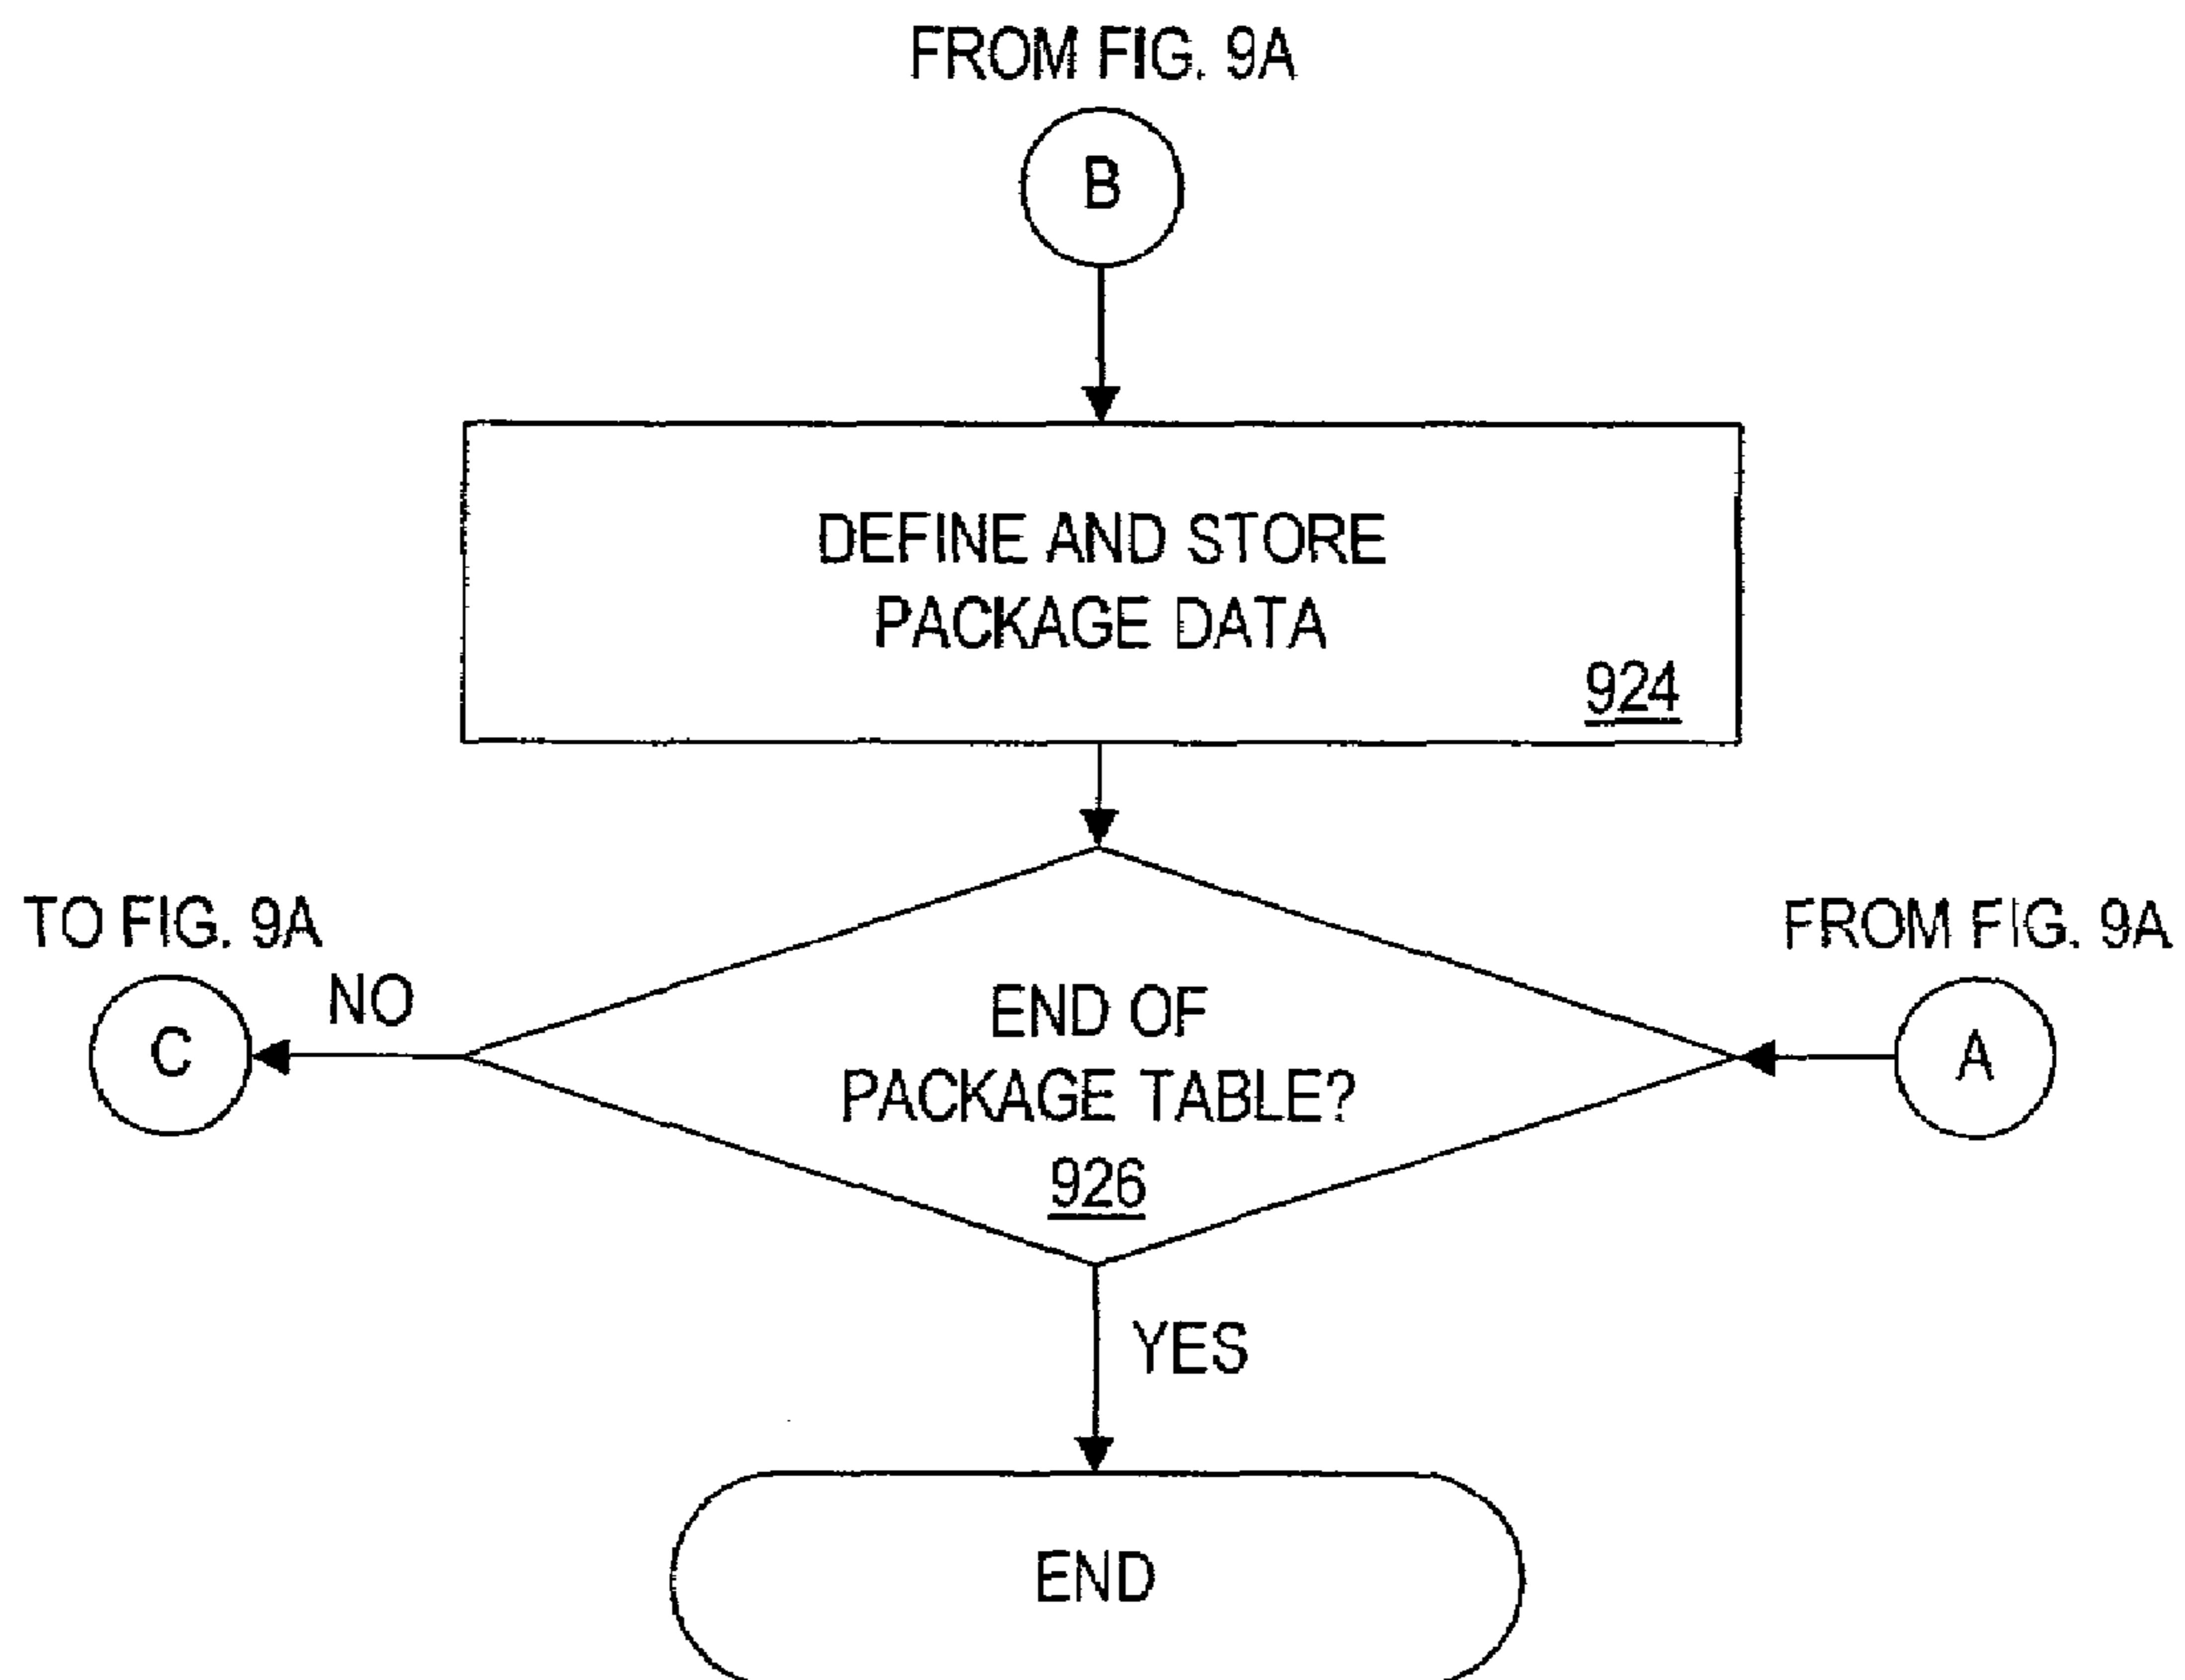 FROM FIG. 9A
B
DEFINE AND STORE
PACKAGE DATA
924
TO FIG. 9A
FROM FIG. 9A
NO
C
END OF
PACKAGE TABLE?
926
A
YES
END